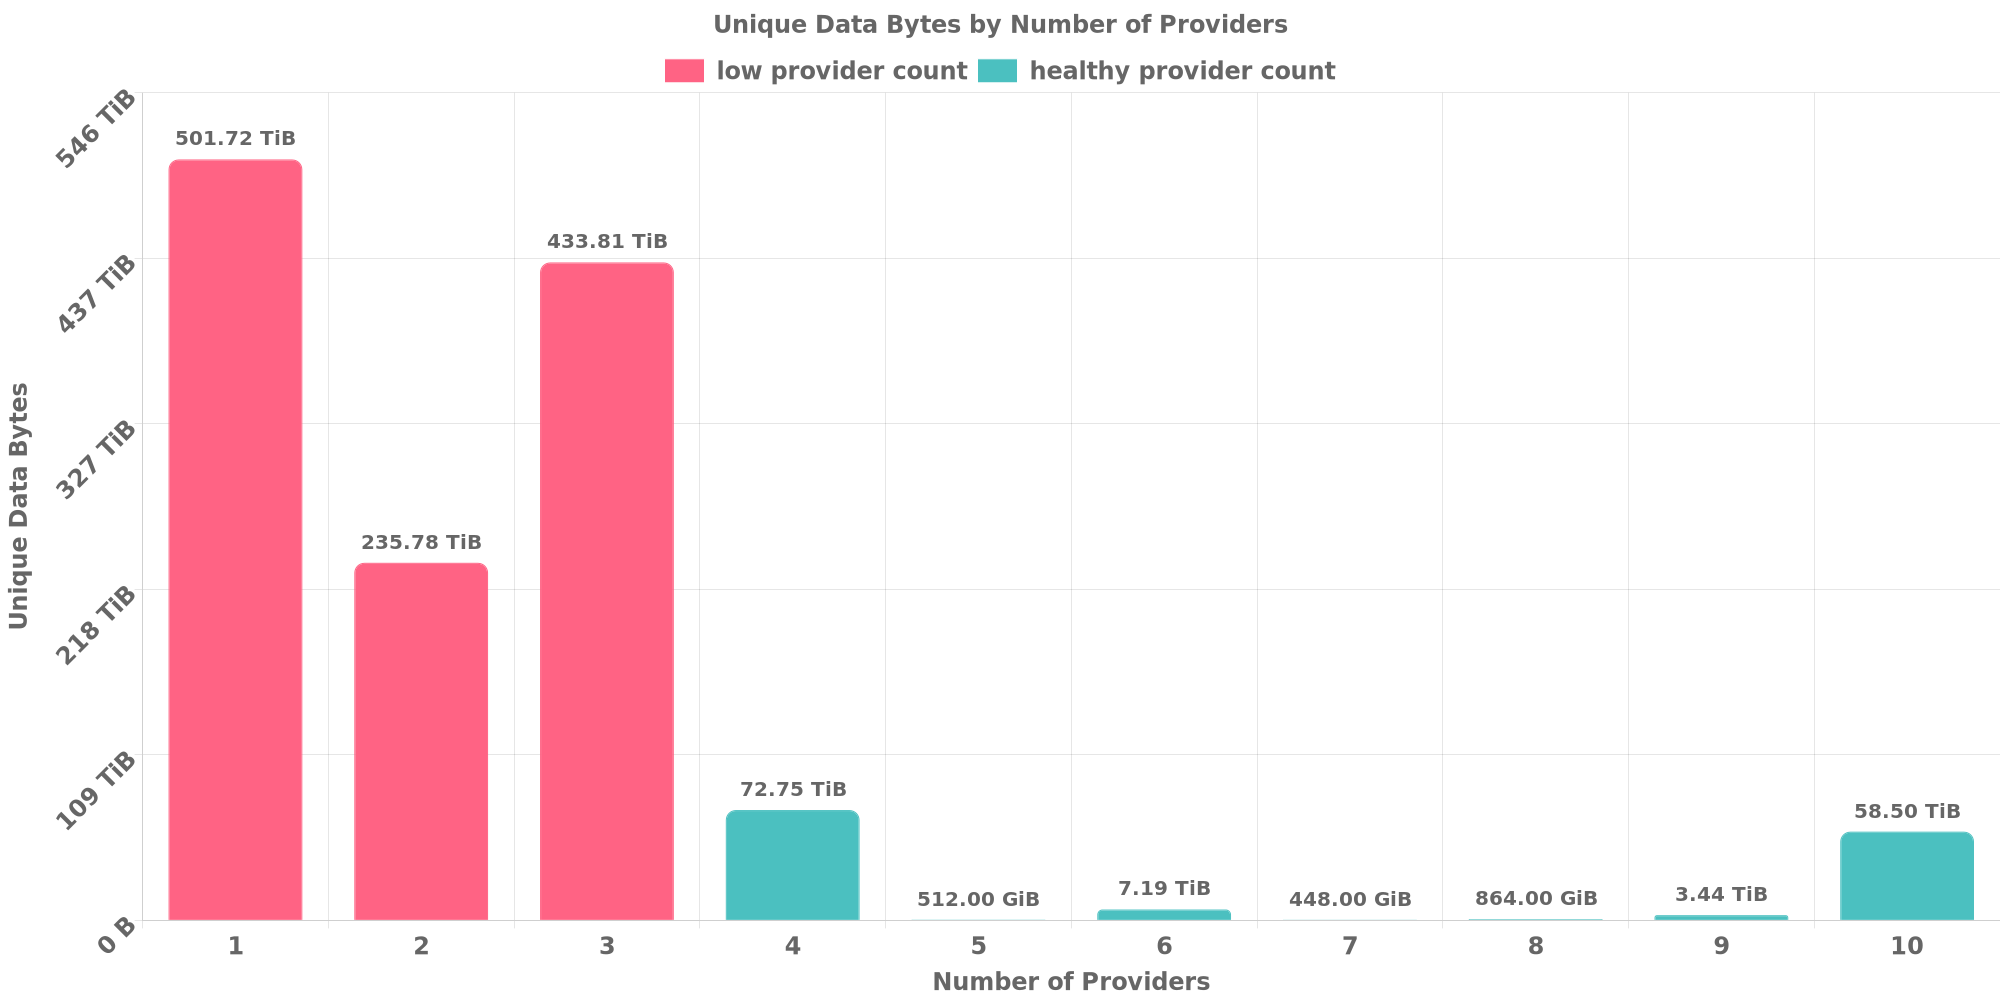 Unique Data Bytes by Number of Providers
low provider count healthy provider count
546 TiB
437 TiB
327 TiB
218 TiB
109 TiB
0 B
Unique Data Bytes
501.72 TiB
235.78 TiB
433.81 TiB
72.75 TiB
512.00 GiB
7.19 TiB
448.00 GiB
864.00 GiB
3.44 TiB
58.50 TiB
1 2 3 4 5 6 7 8 9 10
Number of Providers